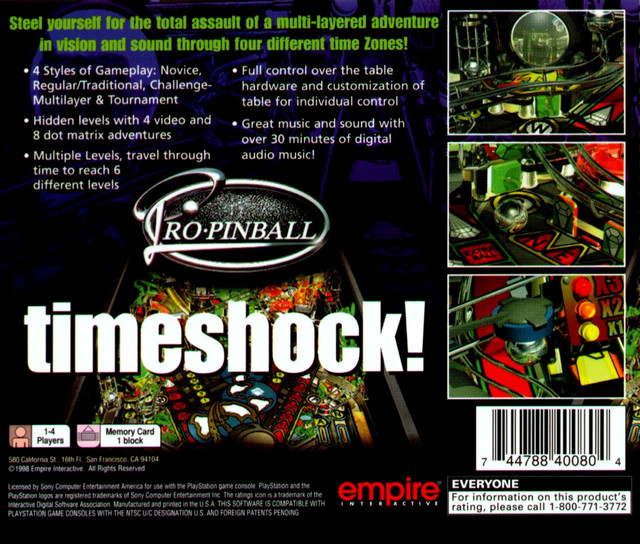 Steel yourself for the total assault of a multi-layered adventure
in vision and sound through four different time Zones!
• 4 Styles of Gameplay: Novice,
Regular/Traditional, Challenge-
Multilayer & Tournament
• Hidden levels with 4 video and
8 dot matrix adventures
• Multiple Levels, travel through
time to reach 6
different levels
• Full control over the table
hardware and customization of
table for individual control
• Great music and sound with
over 30 minutes of digital
audio music!
PRO•PINBALL
timeshock!
1-4
Players
Memory Card
1 block
580 California St., 16th Fl., San Francisco, CA 94104
©1998 Empire Interactive. All Rights Reserved.
Licensed by Sony Computer Entertainment America for use with the PlayStation game console. PlayStation and the
PlayStation logos are registered trademarks of Sony Computer Entertainment Inc. The ratings icon is a trademark of the
Interactive Digital Software Association. Manufactured and printed in the U.S.A. THIS SOFTWARE IS COMPATIBLE WITH
PLAYSTATION GAME CONSOLES WITH THE NTSC U/C DESIGNATION. U.S. AND FOREIGN PATENTS PENDING.
empire
INTERACTIVE
X3
X2
X1
7 44788 40080 4
EVERYONE
For information on this product's
rating, please call 1-800-771-3772